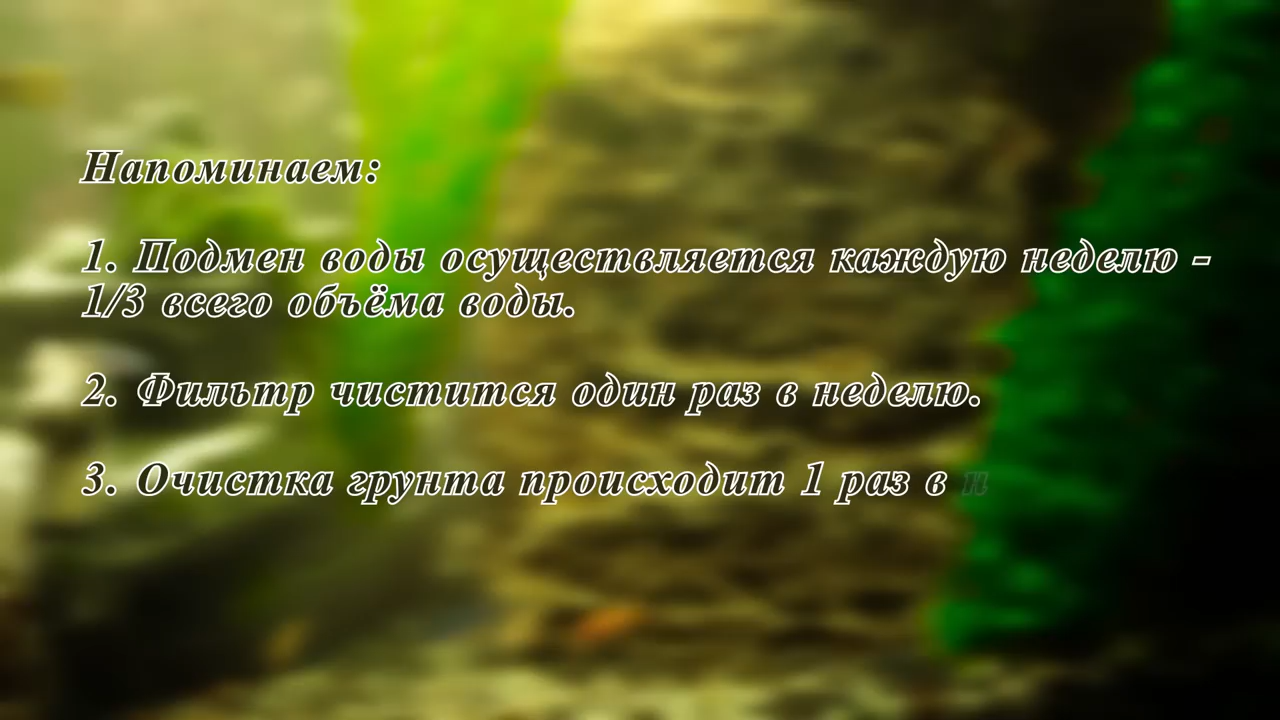 Напоминаем:
1. Подмен воды осуществляется каждую неделю -
1/3 всего объёма воды.
2. Фильтр чистится один раз в неделю.
3. Очистка грунта происходит 1 раз в